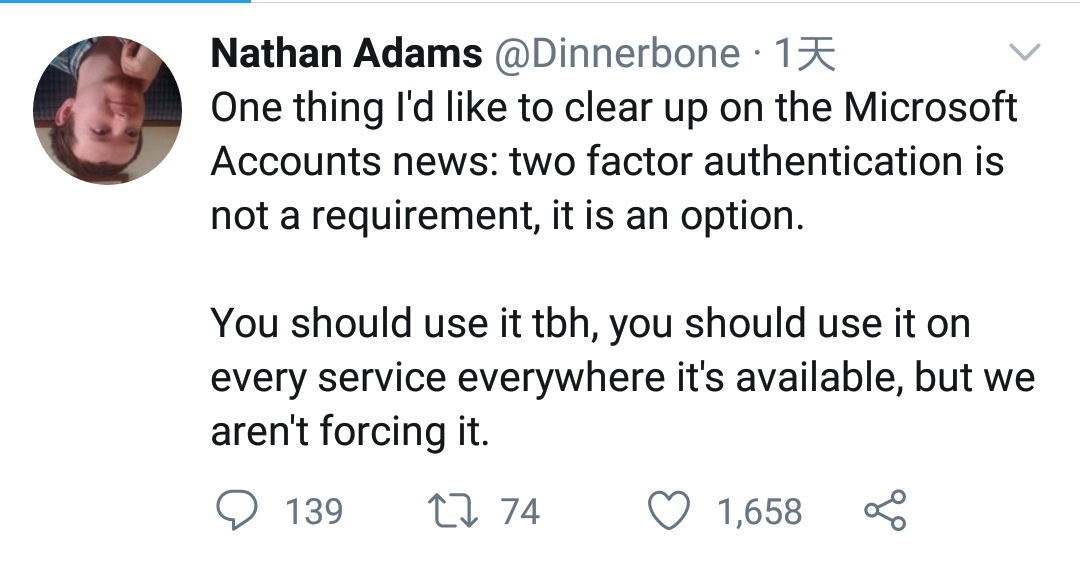 Nathan Adams @Dinnerbone · 1天
One thing I'd like to clear up on the Microsoft
Accounts news: two factor authentication is
not a requirement, it is an option.
You should use it tbh, you should use it on
every service everywhere it's available, but we
aren't forcing it.
139 74 1,658